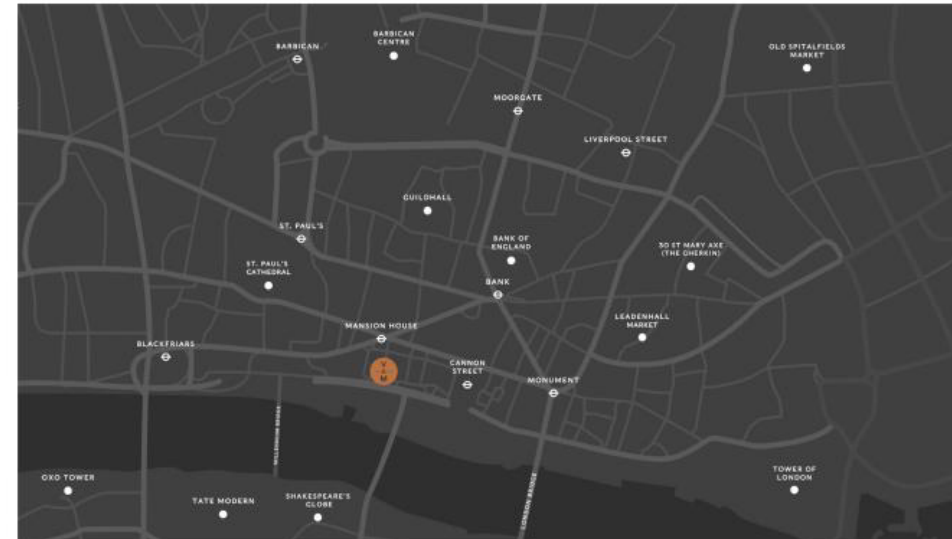 BARBICAN
BARBICAN
CENTRE
OLD SPITALFIELDS
MARKET
MOORGATE
LIVERPOOL STREET
GUILDHALL
ST. PAUL'S
BANK OF
ENGLAND
30 ST MARY AXE
(THE GHERKIN)
ST. PAUL'S
CATHEDRAL
BANK
LEADENHALL
MARKET
MANSION HOUSE
BLACKFRIARS
CANNON
STREET
MONUMENT
MILLENNIUM BRIDGE
LONDON BRIDGE
OXO TOWER
TATE MODERN
SHAKESPEARE'S
GLOBE
TOWER OF
LONDON